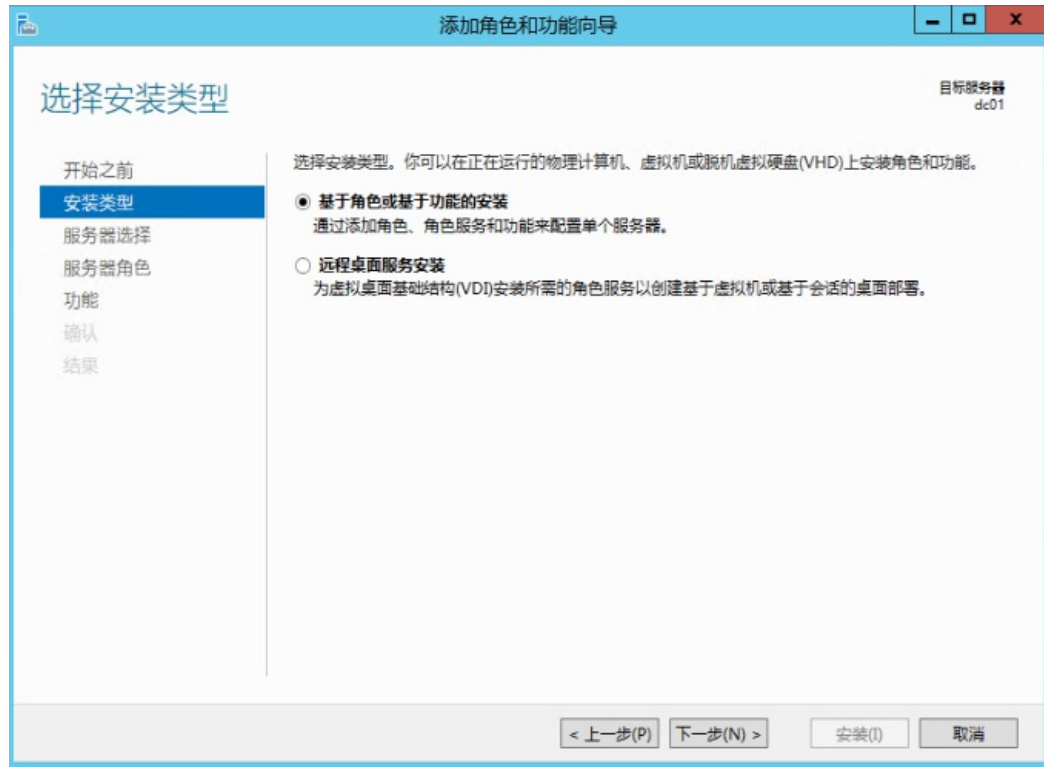 添加角色和功能向导
选择安装类型
目标服务器
dc01
开始之前
安装类型
服务器选择
服务器角色
功能
确认
结果
选择安装类型。你可以在正在运行的物理计算机、虚拟机或脱机虚拟硬盘(VHD)上安装角色和功能。
基于角色或基于功能的安装
通过添加角色、角色服务和功能来配置单个服务器。
远程桌面服务安装
为虚拟桌面基础结构(VDI)安装所需的角色服务以创建基于虚拟机或基于会话的桌面部署。
< 上一步(P)
下一步(N) >
安装(I)
取消